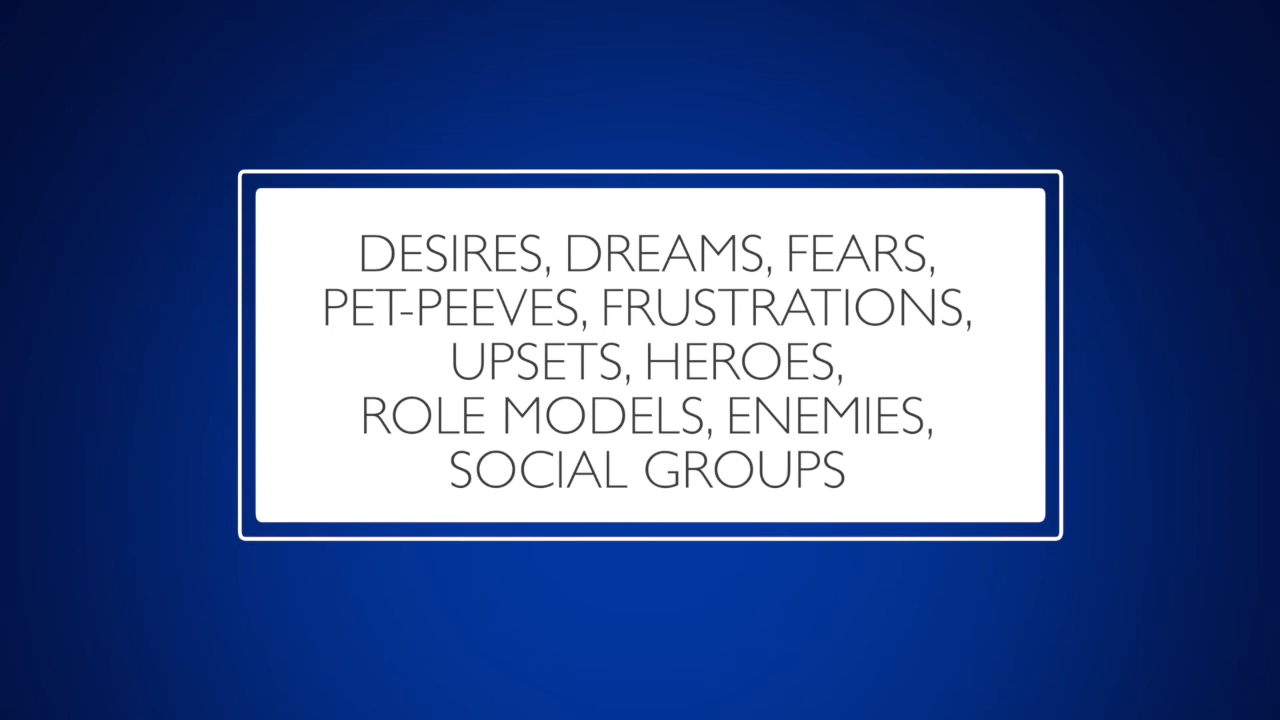 DESIRES, DREAMS, FEARS,
PET-PEEVES, FRUSTRATIONS,
UPSETS, HEROES,
ROLE MODELS, ENEMIES,
SOCIAL GROUPS